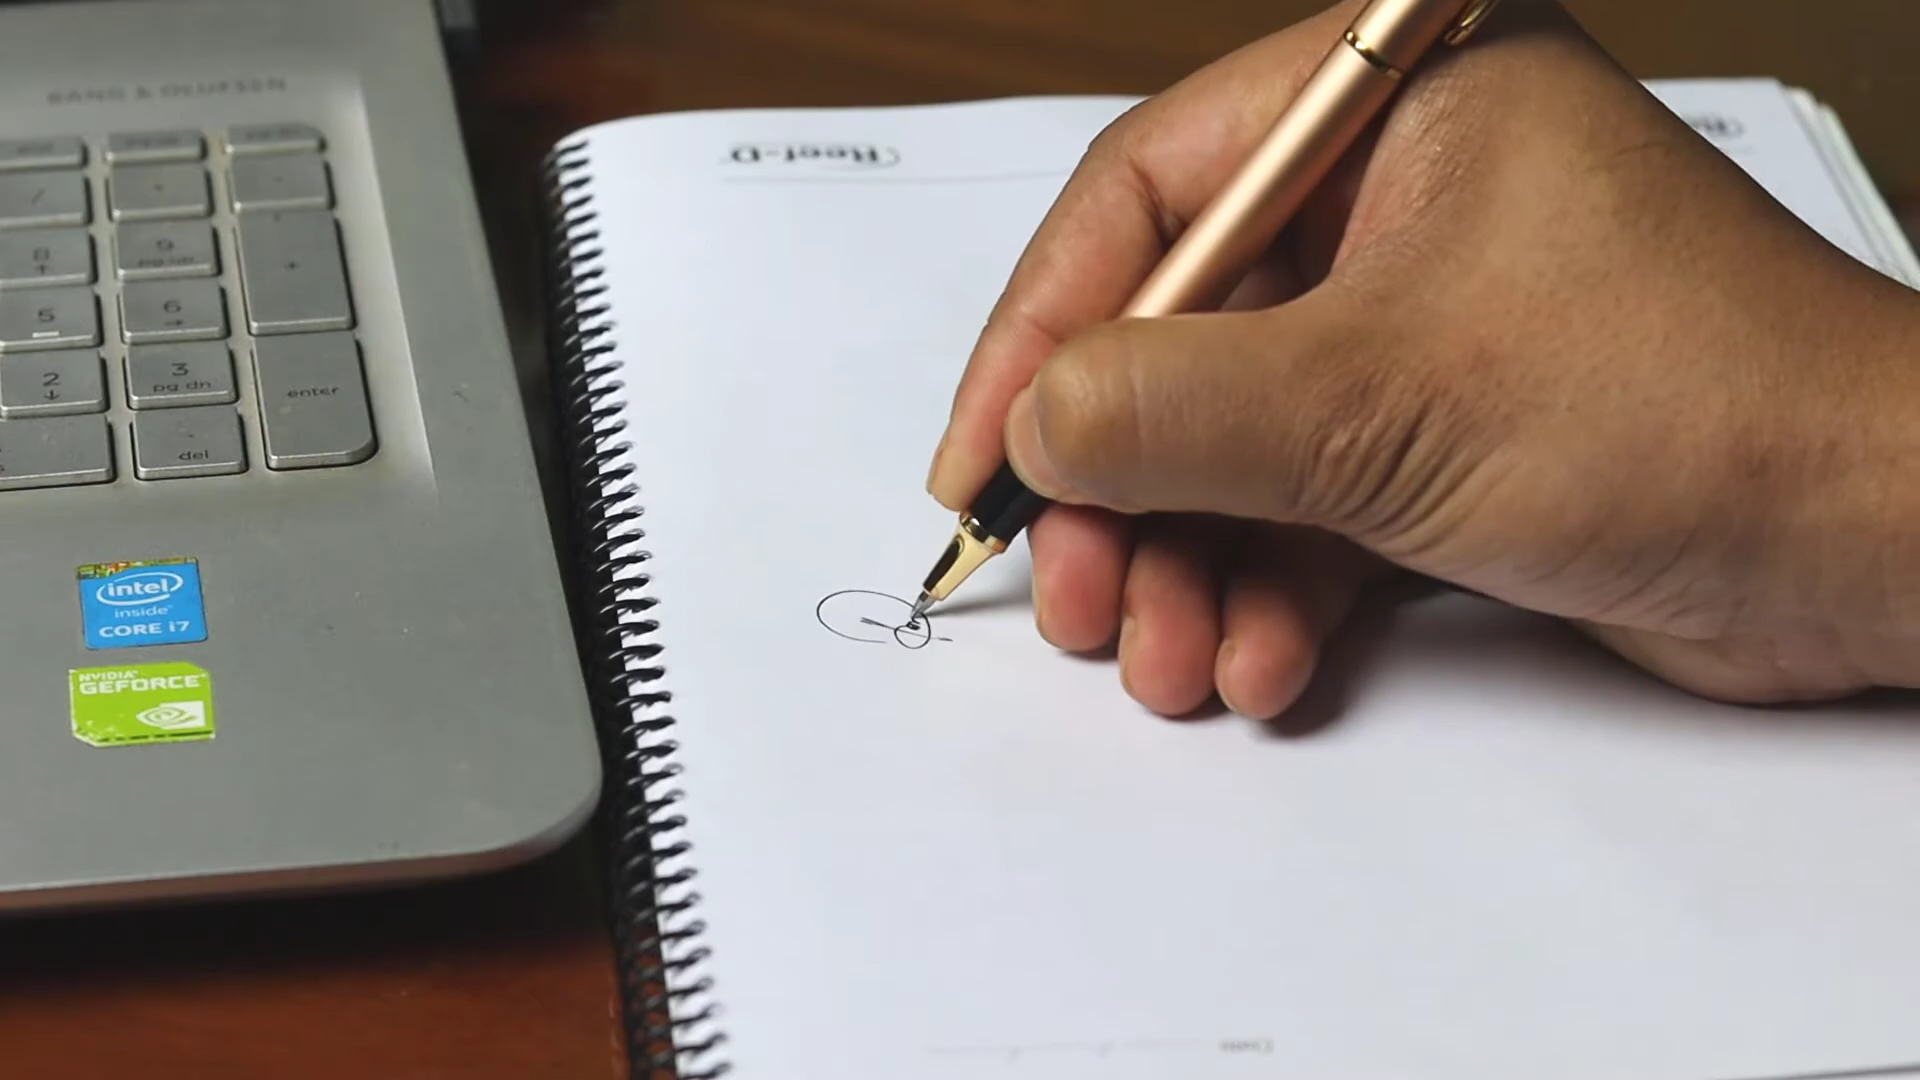 BANG & OLUFSEN
/
*
-
8
9
pg up
+
5
6
2
3
pg dn
enter
del
intel
inside
CORE i7
NVIDIA
GEFORCE
Reef-D